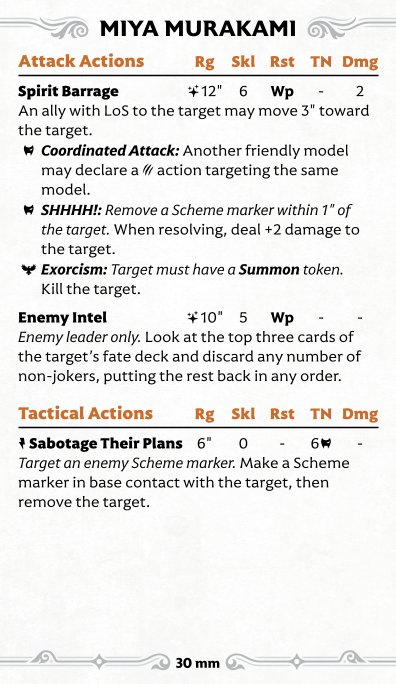 MIYA MURAKAMI
Attack Actions Rg Skl Rst TN Dmg
Spirit Barrage 12" 6 Wp - 2
An ally with LoS to the target may move 3" toward
the target.
Coordinated Attack: Another friendly model
may declare a action targeting the same
model.
SHHHH!: Remove a Scheme marker within 1" of
the target. When resolving, deal +2 damage to
the target.
Exorcism: Target must have a Summon token.
Kill the target.
Enemy Intel 10" 5 Wp - -
Enemy leader only. Look at the top three cards of
the target's fate deck and discard any number of
non-jokers, putting the rest back in any order.
Tactical Actions Rg Skl Rst TN Dmg
Sabotage Their Plans 6" 0 - 6 -
Target an enemy Scheme marker. Make a Scheme
marker in base contact with the target, then
remove the target.
30 mm